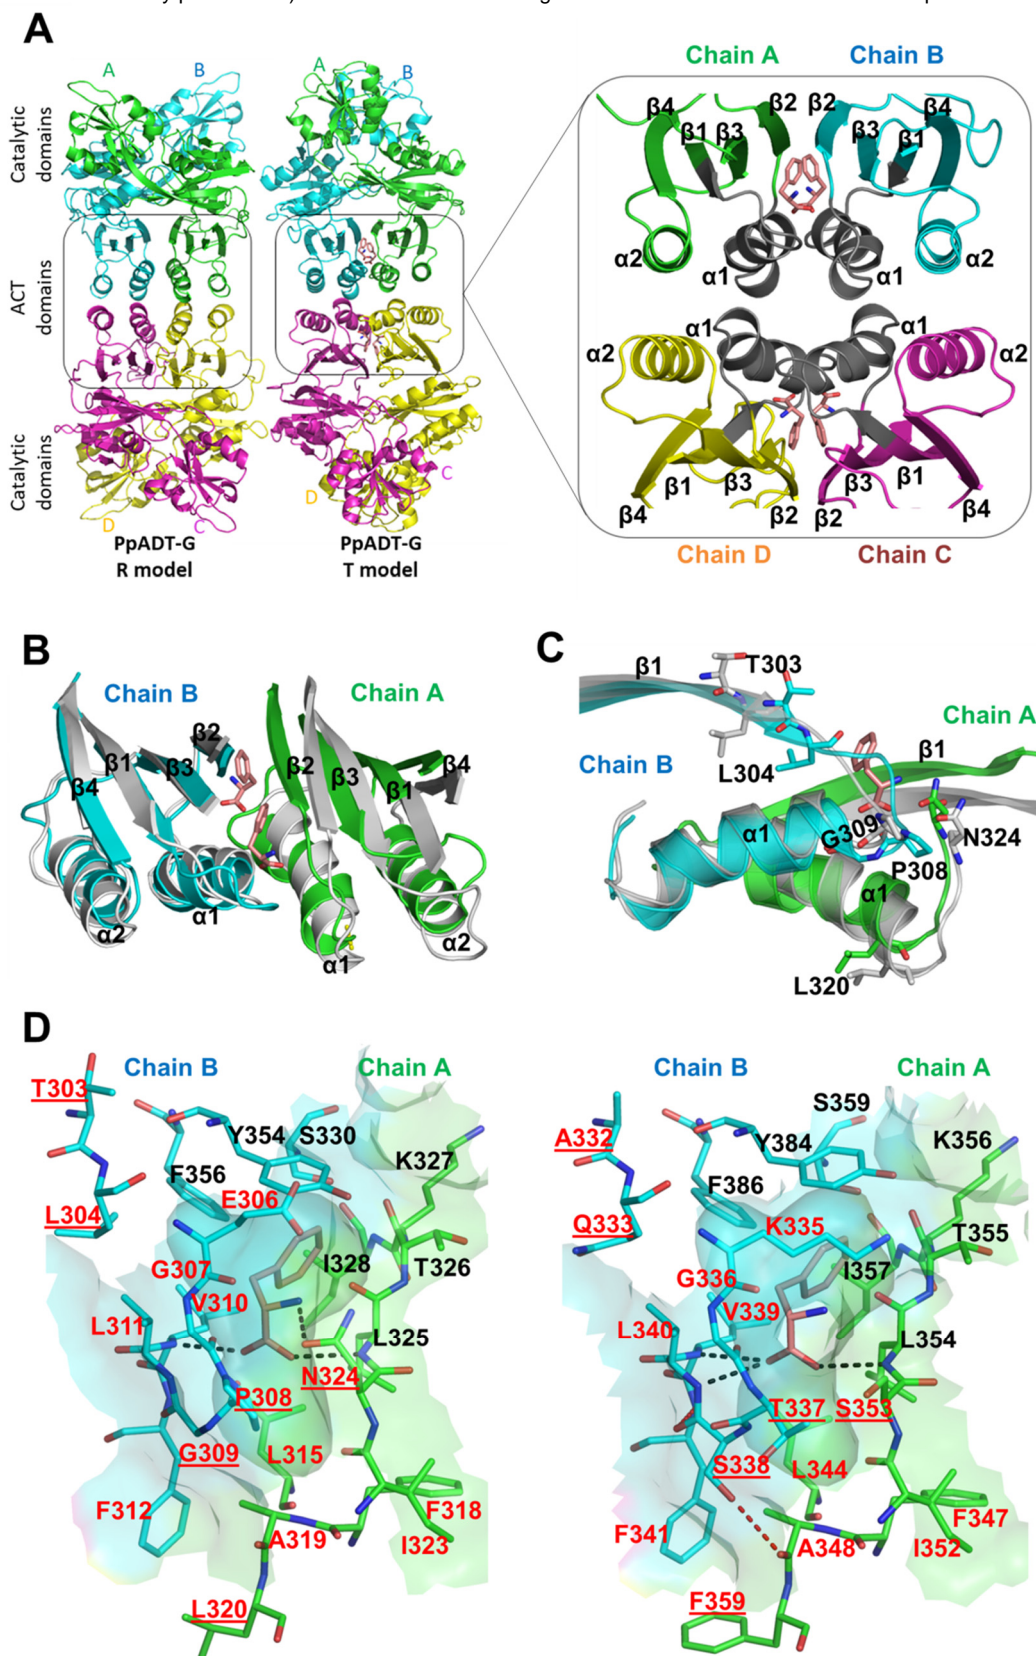 A
Chain A
Chain B
A
B
A
B
Catalytic
domains
ACT
domains
Catalytic
domains
D
C
D
C
PpADT-G
R model
PpADT-G
T model
β4
β1
β3
β2
β2
β3
β1
β4
α2
α1
α1
α2
α2
α1
α1
α2
β4
β1
β3
β2
β2
β3
β1
β4
Chain D
Chain C
B
Chain B
Chain A
β4
β1
β3
β2
β2
β3
β1
β4
α2
α1
α1
α2
C
β1
T303
Chain A
β1
L304
Chain B
α1
G309
N324
P308
α1
L320
D
Chain B
Chain A
T303
Y354
S330
K327
F356
E306
L304
I328
T326
G307
V310
L311
L325
N324
P308
G309
L315
F312
A319
F318
I323
L320
Chain B
Chain A
S359
A332
Y384
K356
F386
Q333
K335
T355
G336
I357
V339
L340
L354
T337
S353
S338
L344
F341
A348
F347
I352
F359